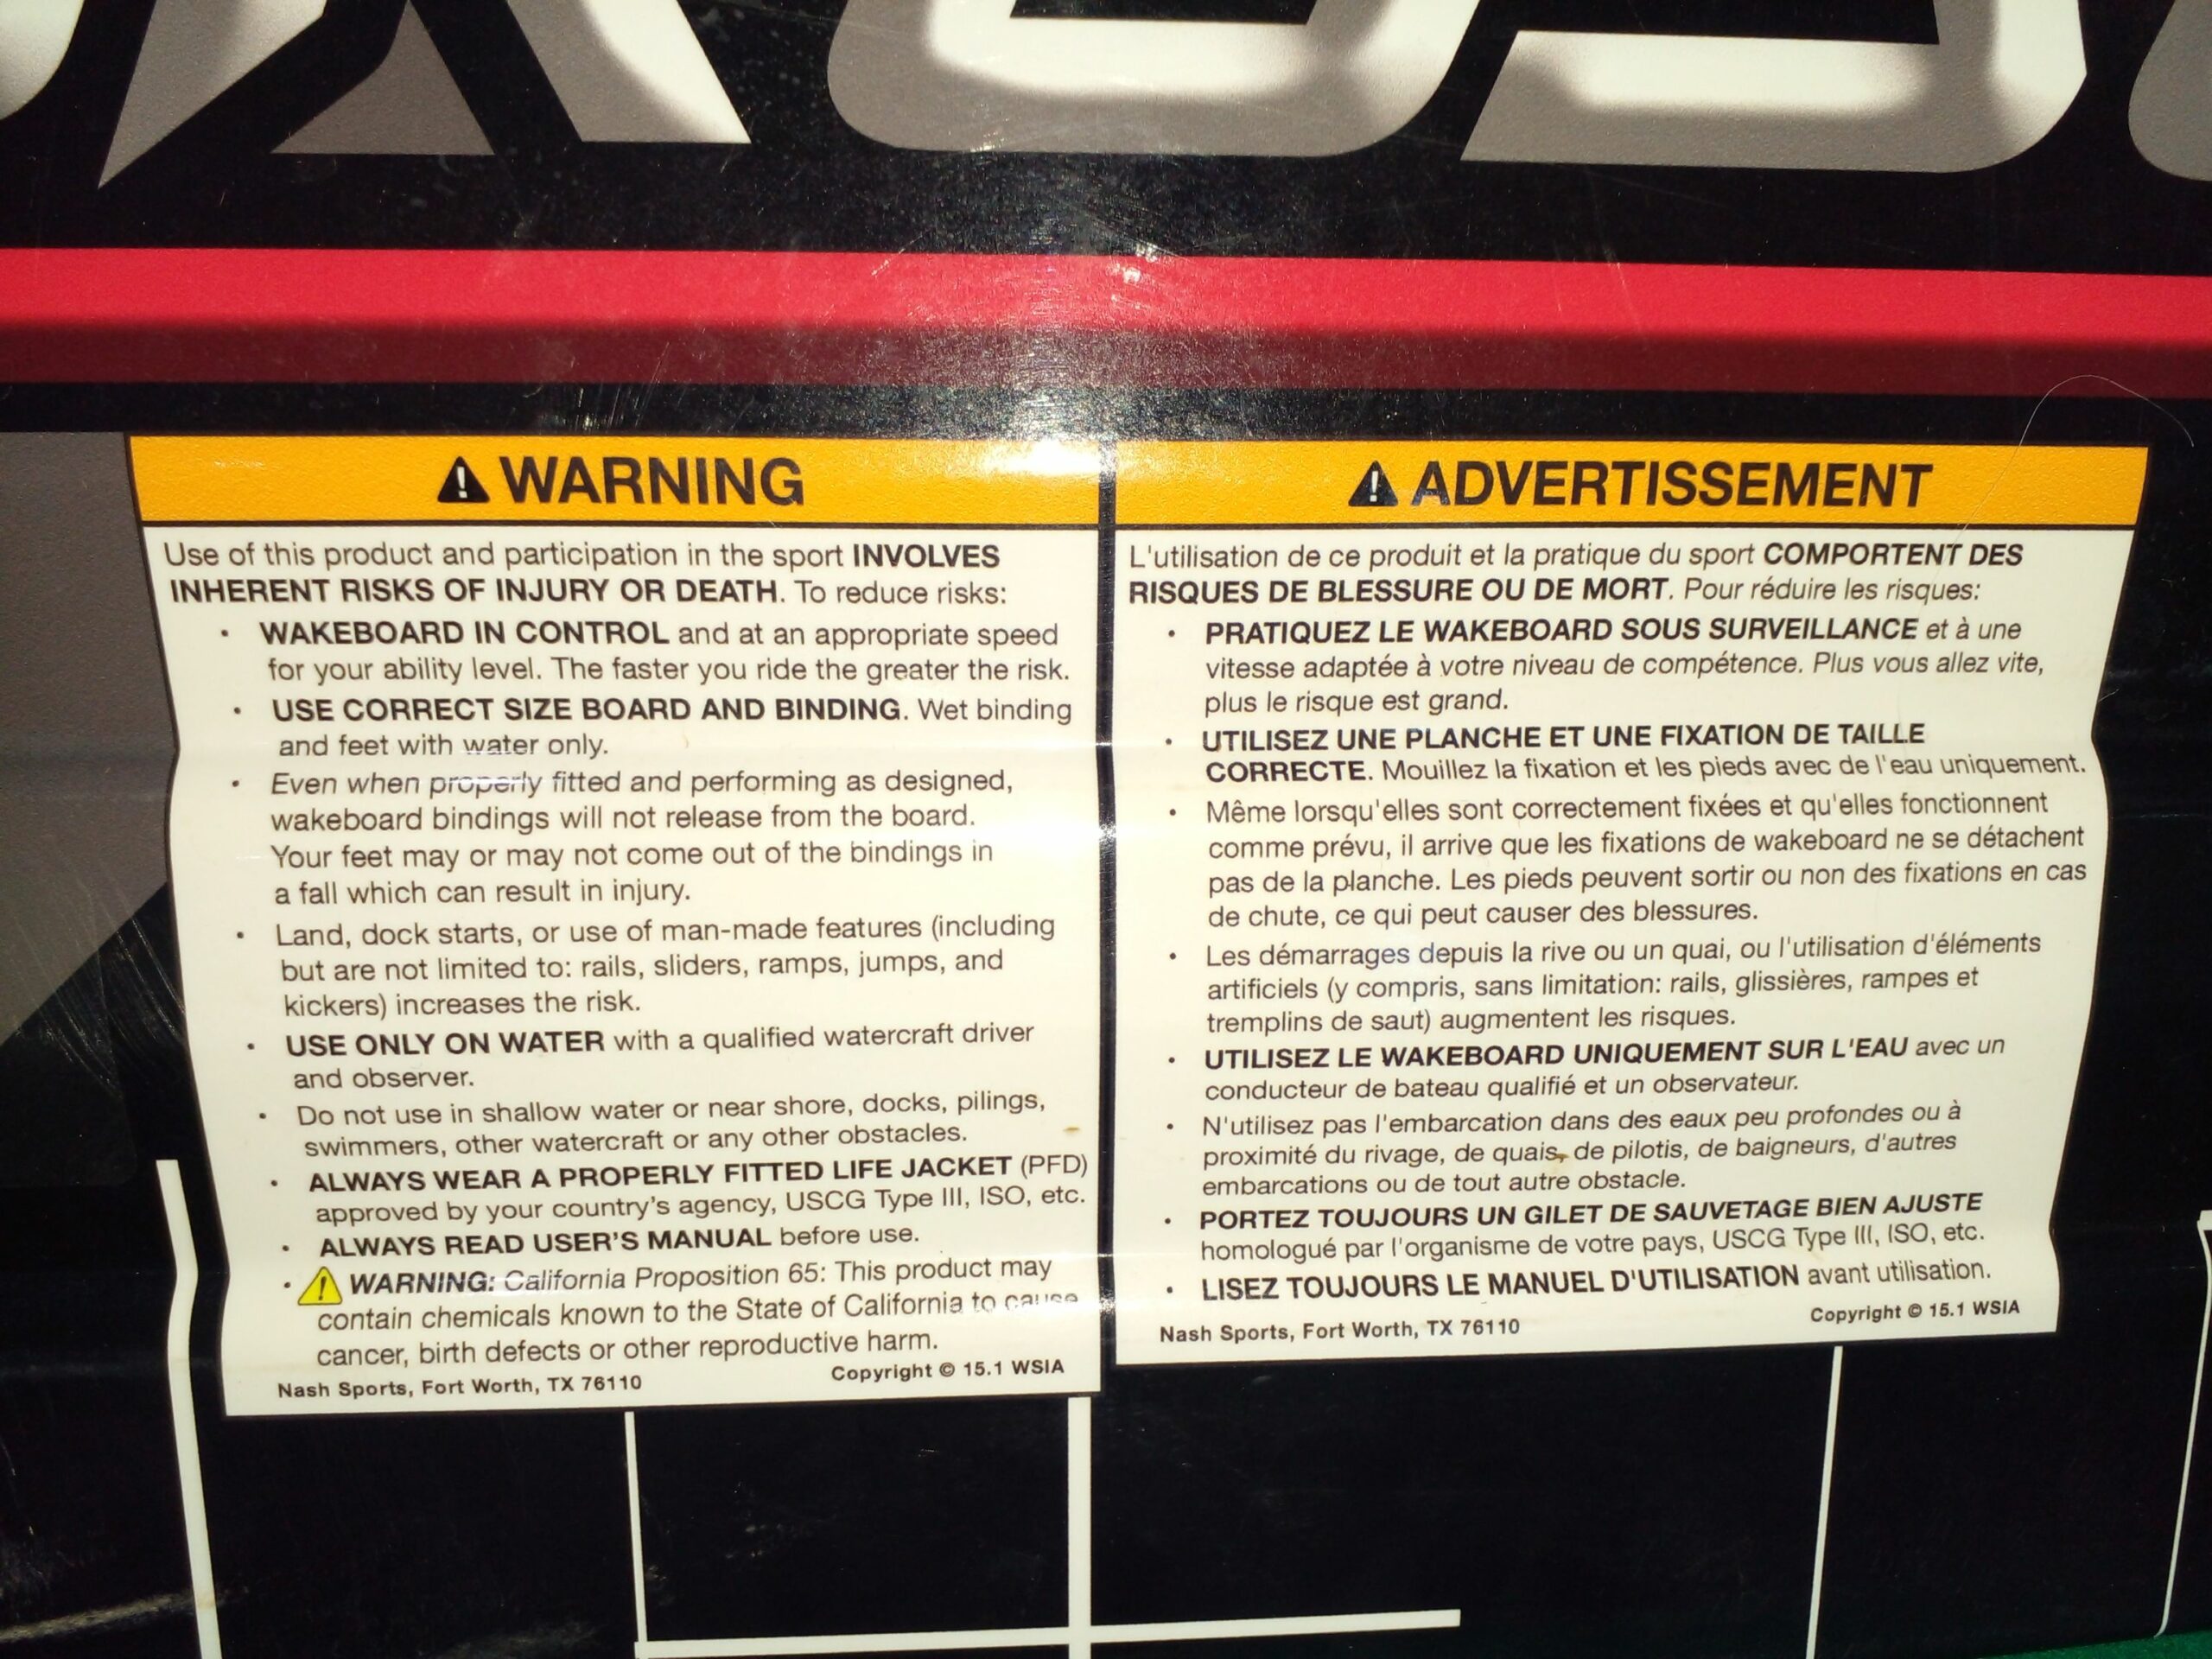 WARNING
Use of this product and participation in the sport INVOLVES
INHERENT RISKS OF INJURY OR DEATH. To reduce risks:
• WAKEBOARD IN CONTROL and at an appropriate speed
for your ability level. The faster you ride the greater the risk.
• USE CORRECT SIZE BOARD AND BINDING. Wet binding
and feet with water only.
• Even when properly fitted and performing as designed,
wakeboard bindings will not release from the board.
Your feet may or may not come out of the bindings in
a fall which can result in injury.
• Land, dock starts, or use of man-made features (including
but are not limited to: rails, sliders, ramps, jumps, and
kickers) increases the risk.
• USE ONLY ON WATER with a qualified watercraft driver
and observer.
• Do not use in shallow water or near shore, docks, pilings,
swimmers, other watercraft or any other obstacles.
• ALWAYS WEAR A PROPERLY FITTED LIFE JACKET (PFD)
approved by your country's agency, USCG Type III, ISO, etc.
• ALWAYS READ USER'S MANUAL before use.
• WARNING: California Proposition 65: This product may
contain chemicals known to the State of California to cause
cancer, birth defects or other reproductive harm.
Copyright © 15.1 WSIA
Nash Sports, Fort Worth, TX 76110
ADVERTISSEMENT
L'utilisation de ce produit et la pratique du sport COMPORTENT DES
RISQUES DE BLESSURE OU DE MORT. Pour réduire les risques:
• PRATIQUEZ LE WAKEBOARD SOUS SURVEILLANCE et à une
vitesse adaptée à votre niveau de compétence. Plus vous allez vite,
plus le risque est grand.
• UTILISEZ UNE PLANCHE ET UNE FIXATION DE TAILLE
CORRECTE. Mouillez la fixation et les pieds avec de l'eau uniquement.
• Même lorsqu'elles sont correctement fixées et qu'elles fonctionnent
comme prévu, il arrive que les fixations de wakeboard ne se détachent
pas de la planche. Les pieds peuvent sortir ou non des fixations en cas
de chute, ce qui peut causer des blessures.
• Les démarrages depuis la rive ou un quai, ou l'utilisation d'éléments
artificiels (y compris, sans limitation: rails, glissières, rampes et
tremplins de saut) augmentent les risques.
• UTILISEZ LE WAKEBOARD UNIQUEMENT SUR L'EAU avec un
conducteur de bateau qualifié et un observateur.
• N'utilisez pas l'embarcation dans des eaux peu profondes ou à
proximité du rivage, de quais, de pilotis, de baigneurs, d'autres
embarcations ou de tout autre obstacle.
• PORTEZ TOUJOURS UN GILET DE SAUVETAGE BIEN AJUSTE
homologué par l'organisme de votre pays, USCG Type III, ISO, etc.
• LISEZ TOUJOURS LE MANUEL D'UTILISATION avant utilisation.
Copyright © 15.1 WSIA
Nash Sports, Fort Worth, TX 76110